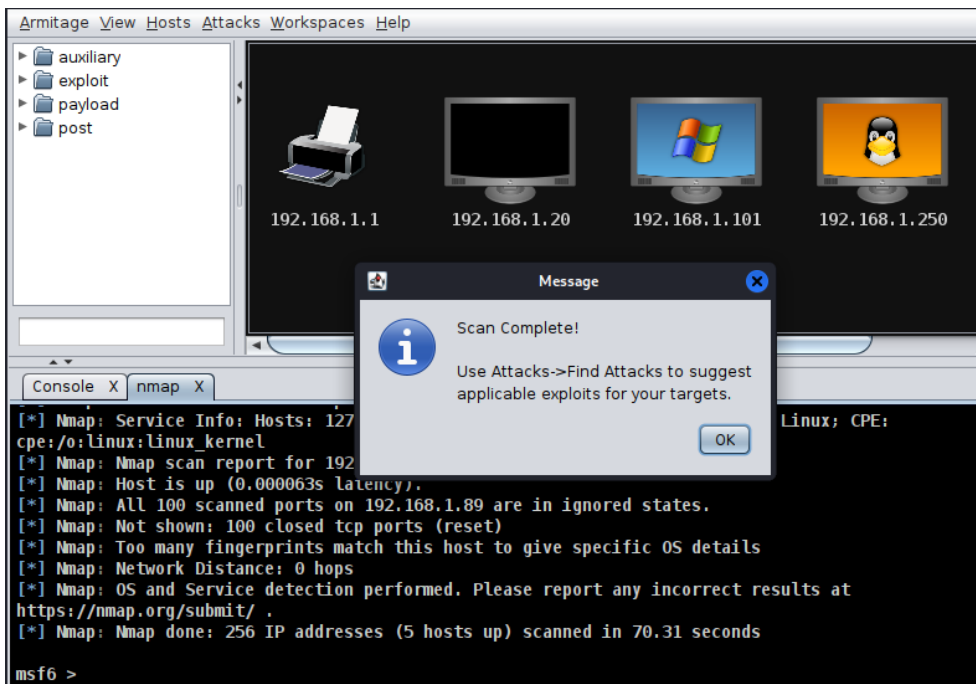 Armitage View Hosts Attacks Workspaces Help
auxiliary
exploit
payload
post
192.168.1.1 192.168.1.20 192.168.1.101 192.168.1.250
Message
Scan Complete!
Use Attacks->Find Attacks to suggest
applicable exploits for your targets.
OK
Console X nmap X
[*] Nmap: Service Info: Hosts: 127 Linux; CPE:
cpe:/o:linux:linux_kernel
[*] Nmap: Nmap scan report for 192
[*] Nmap: Host is up (0.000063s latency).
[*] Nmap: All 100 scanned ports on 192.168.1.89 are in ignored states.
[*] Nmap: Not shown: 100 closed tcp ports (reset)
[*] Nmap: Too many fingerprints match this host to give specific OS details
[*] Nmap: Network Distance: 0 hops
[*] Nmap: OS and Service detection performed. Please report any incorrect results at
https://nmap.org/submit/ .
[*] Nmap: Nmap done: 256 IP addresses (5 hosts up) scanned in 70.31 seconds
msf6 >